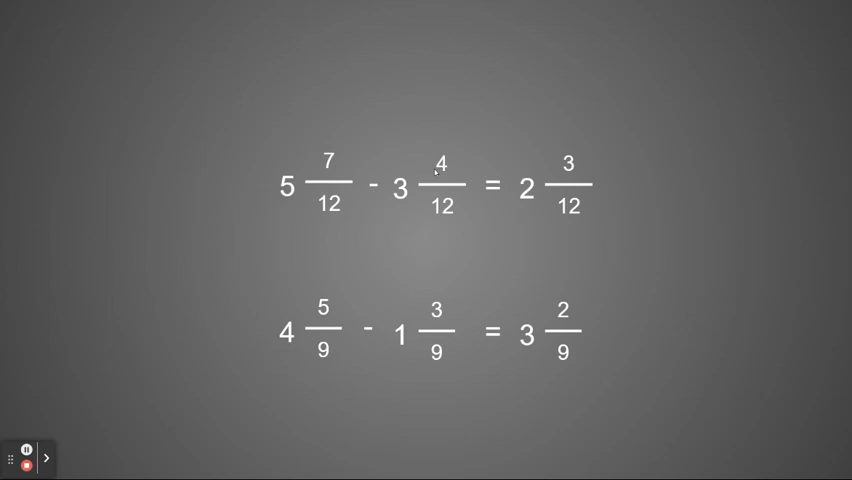 5 7/12 - 3 4/12 = 2 3/12
4 5/9 - 1 3/9 = 3 2/9